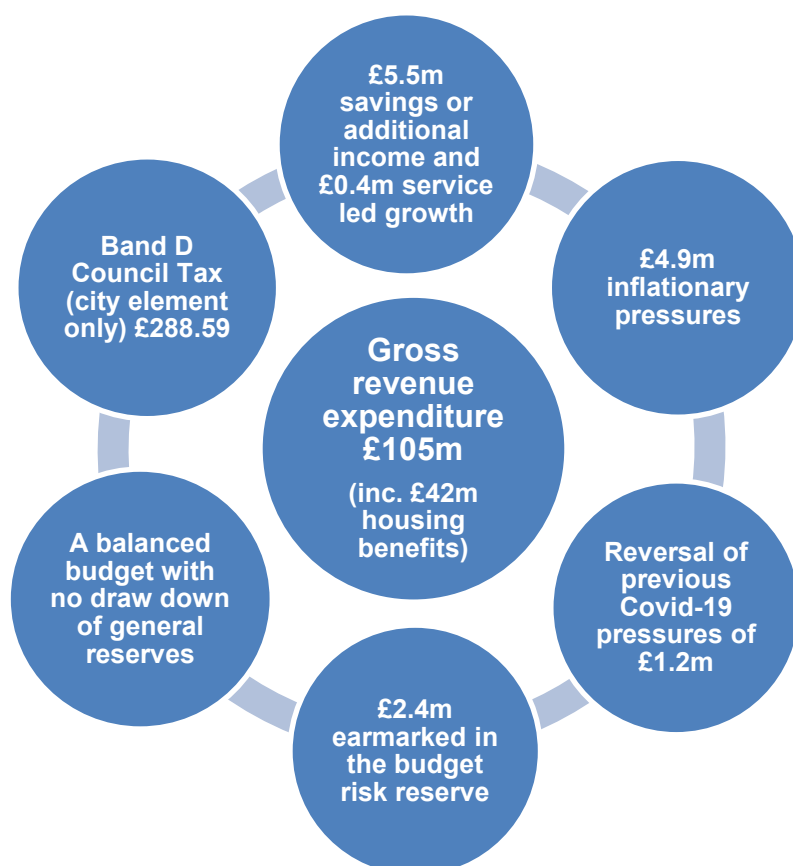 £5.5m
savings or
additional
income and
£0.4m service
led growth
£4.9m
inflationary
pressures
Reversal of
previous
Covid-19
pressures of
£1.2m
£2.4m
earmarked in
the budget
risk reserve
A balanced
budget with
no draw down
of general
reserves
Band D
Council Tax
(city element
only) £288.59
Gross
revenue
expenditure
£105m
(inc. £42m
housing
benefits)